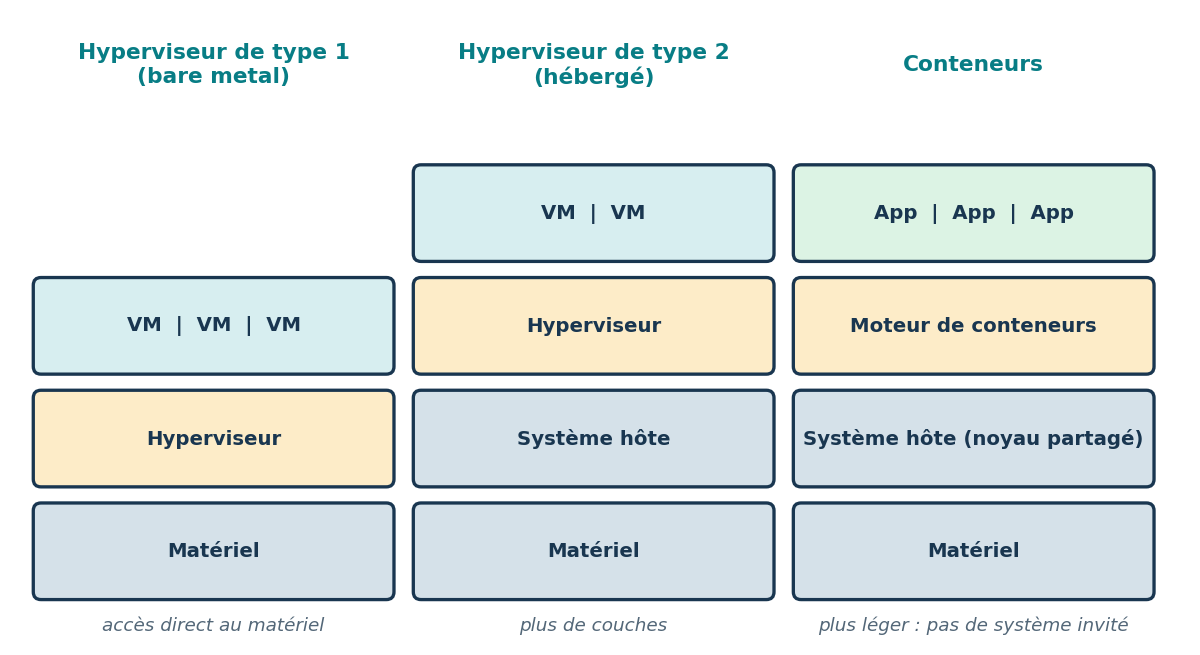 Hyperviseur de type 1
(bare metal)
Hyperviseur de type 2
(hébergé)
Conteneurs
VM | VM
App | App | App
VM | VM | VM
Hyperviseur
Moteur de conteneurs
Hyperviseur
Système hôte
Système hôte (noyau partagé)
Matériel
Matériel
Matériel
accès direct au matériel
plus de couches
plus léger : pas de système invité